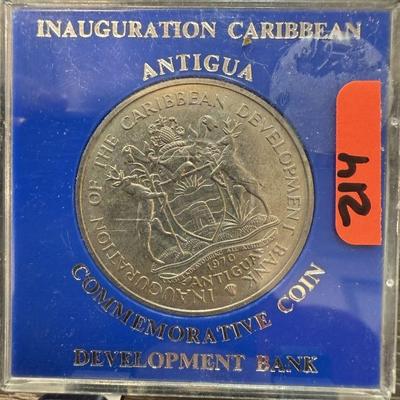 INAUGURATION CARIBBEAN
ANTIGUA
INAUGURATION OF THE CARIBBEAN DEVELOPMENT BANK
1970
ANTIGUA
COMMEMORATIVE COIN
DEVELOPMENT BANK
214